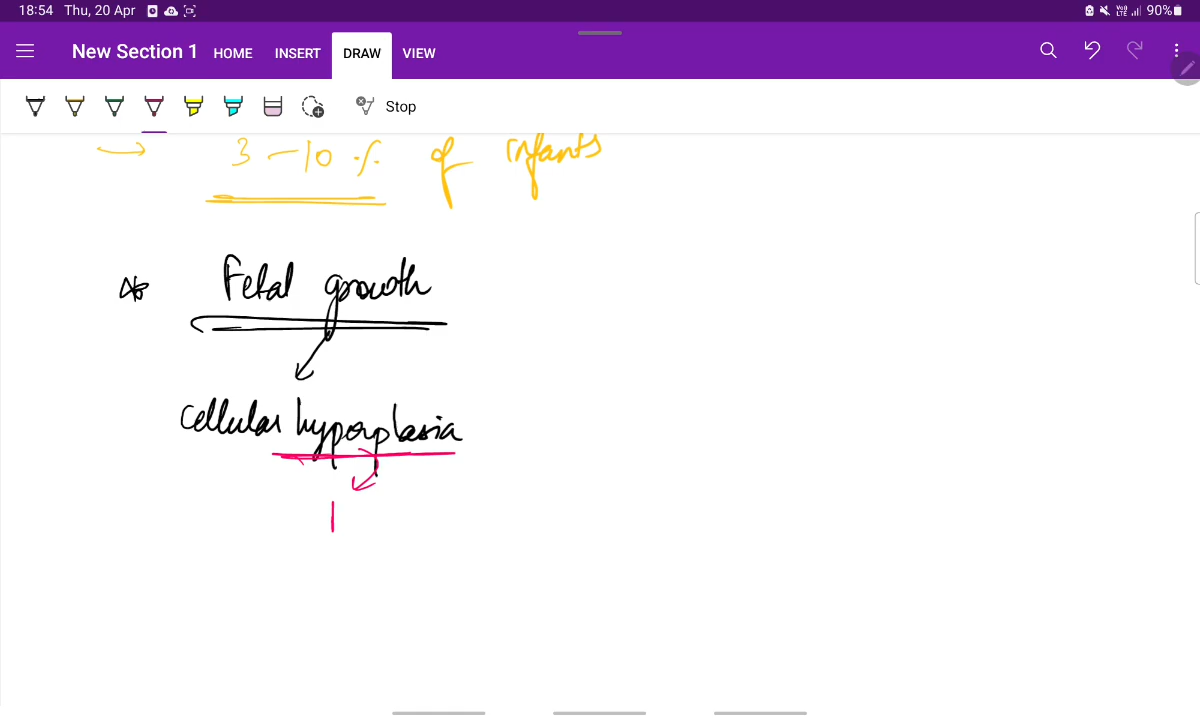 18:54 Thu, 20 Apr 90%
New Section 1 HOME INSERT DRAW VIEW
Stop
→ 3-10 % of infants
* Fetal growth
cellular hyperplasia